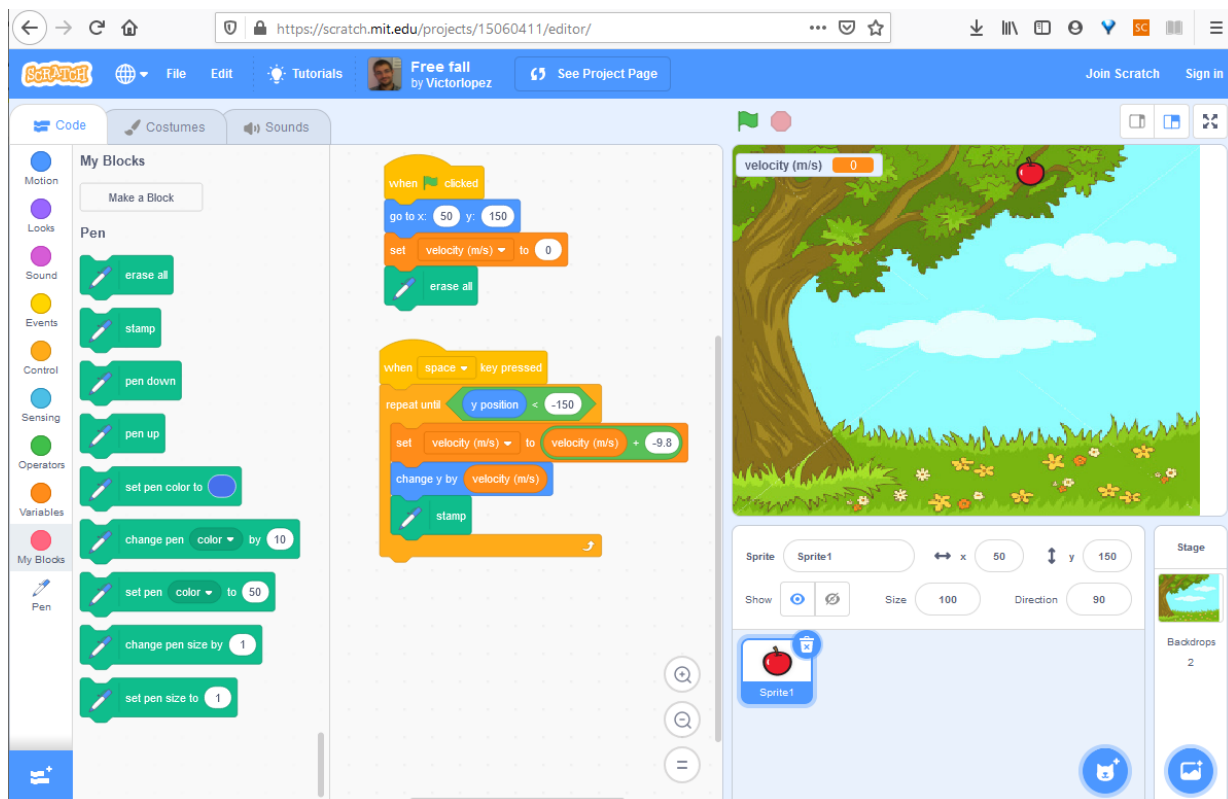 https://scratch.mit.edu/projects/15060411/editor/
SC
SCRATCH
File Edit Tutorials Free fall by Victorlopez See Project Page Join Scratch Sign in
Code Costumes Sounds
Motion
Looks
Sound
Events
Control
Sensing
Operators
Variables
My Blocks
Pen
My Blocks
Make a Block
Pen
erase all
stamp
pen down
pen up
set pen color to
change pen color by 10
set pen color to 50
change pen size by 1
set pen size to 1
when clicked
go to x: 50 y: 150
set velocity (m/s) to 0
erase all
when space key pressed
repeat until y position < -150
set velocity (m/s) to velocity (m/s) + -9.8
change y by velocity (m/s)
stamp
velocity (m/s) 0
Sprite Sprite1 x 50 y 150
Show Size 100 Direction 90
Sprite1
Stage
Backdrops
2